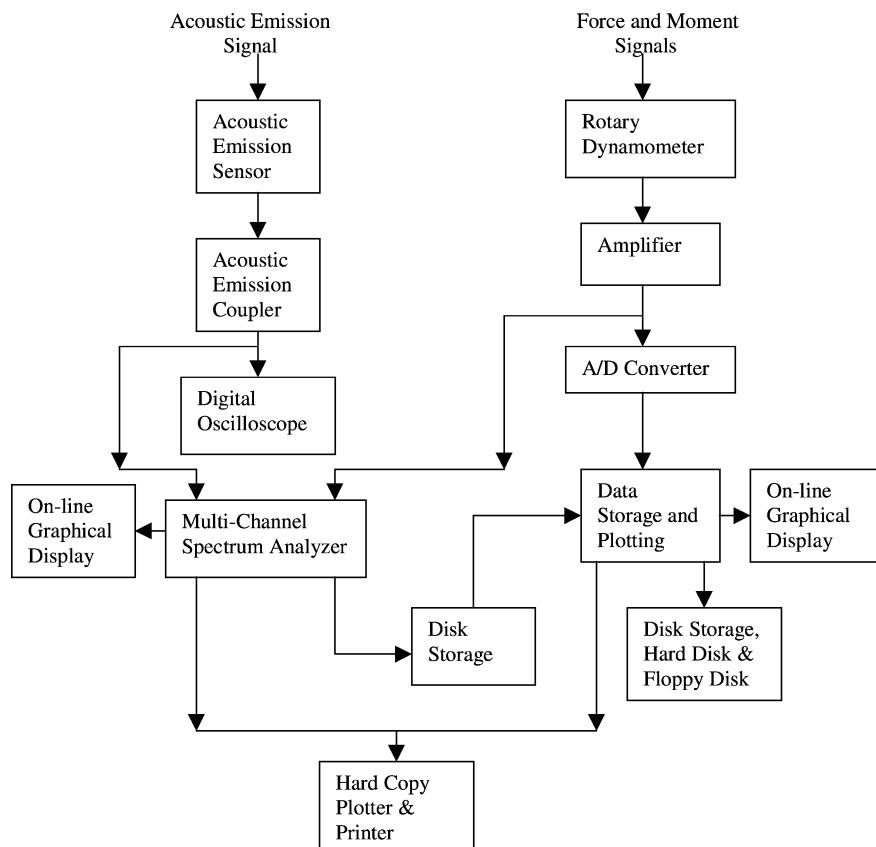 Acoustic Emission
Signal
Force and Moment
Signals
Acoustic
Emission
Sensor
Rotary
Dynamometer
Amplifier
Acoustic
Emission
Coupler
A/D Converter
Digital
Oscilloscope
On-line
Graphical
Display
Multi-Channel
Spectrum Analyzer
Data
Storage and
Plotting
On-line
Graphical
Display
Disk
Storage
Disk Storage,
Hard Disk &
Floppy Disk
Hard Copy
Plotter &
Printer